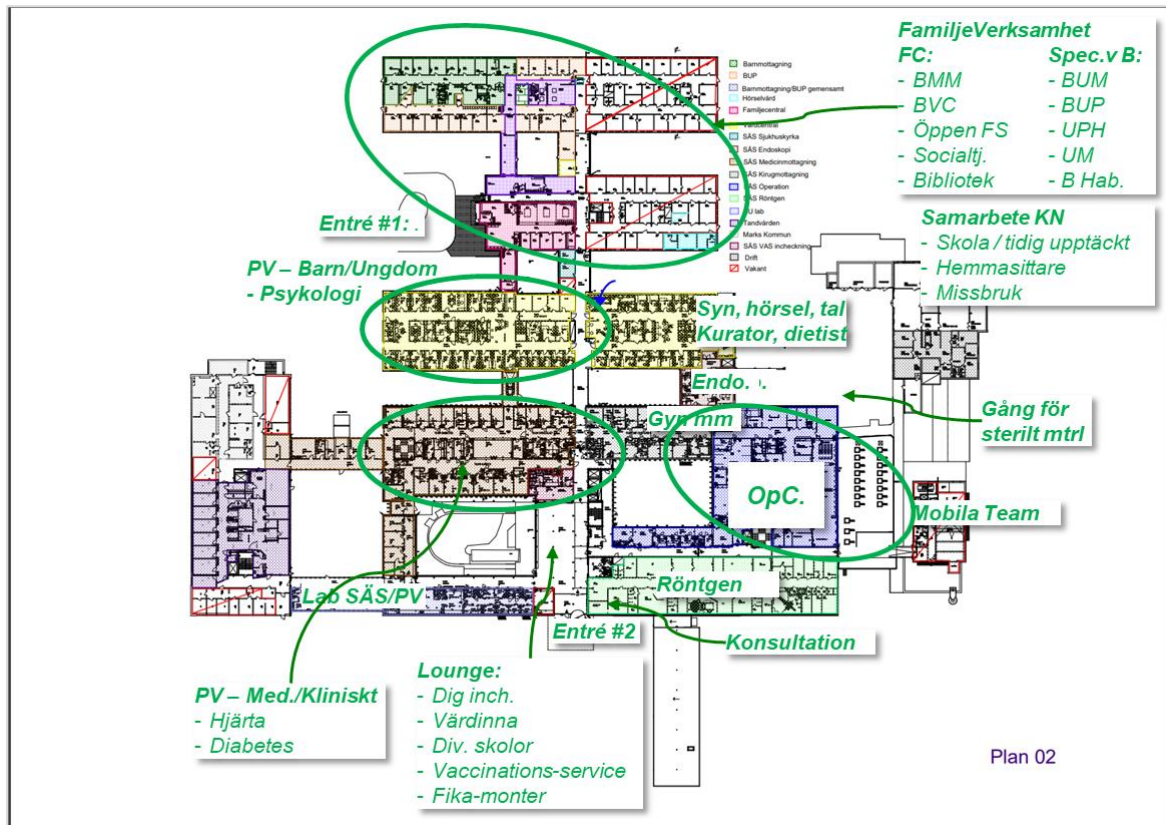 FamiljeVerksamhet
FC:
- BMM
- BVC
- Öppen FS
- Socialtj.
- Bibliotek
Spec.v B:
- BUM
- BUP
- UPH
- UM
- B Hab.
Barnmottagning
BUP
Barnmottagning/BUP gemensamt
Hörselvård
Familjecentral
Vårdcentral
SÄS Sjukhuskyrka
SÄS Endoskopi
SÄS Medicinmottagning
SÄS Kirugmottagning
SÄS Operation
SÄS Röntgen
SU lab
Tandvården
Marks Kommun
SÄS VAS incheckning
Drift
Vakant
Samarbete KN
- Skola / tidig upptäckt
- Hemmasittare
- Missbruk
Entré #1:
PV – Barn/Ungdom
- Psykologi
Syn, hörsel, tal
Kurator, dietist
Endo.
Gyn mm
Gång för
sterilt mtrl
OpC.
Mobila Team
Röntgen
Lab SÄS/PV
Entré #2
Konsultation
PV – Med./Kliniskt
- Hjärta
- Diabetes
Lounge:
- Dig inch.
- Värdinna
- Div. skolor
- Vaccinations-service
- Fika-monter
Plan 02